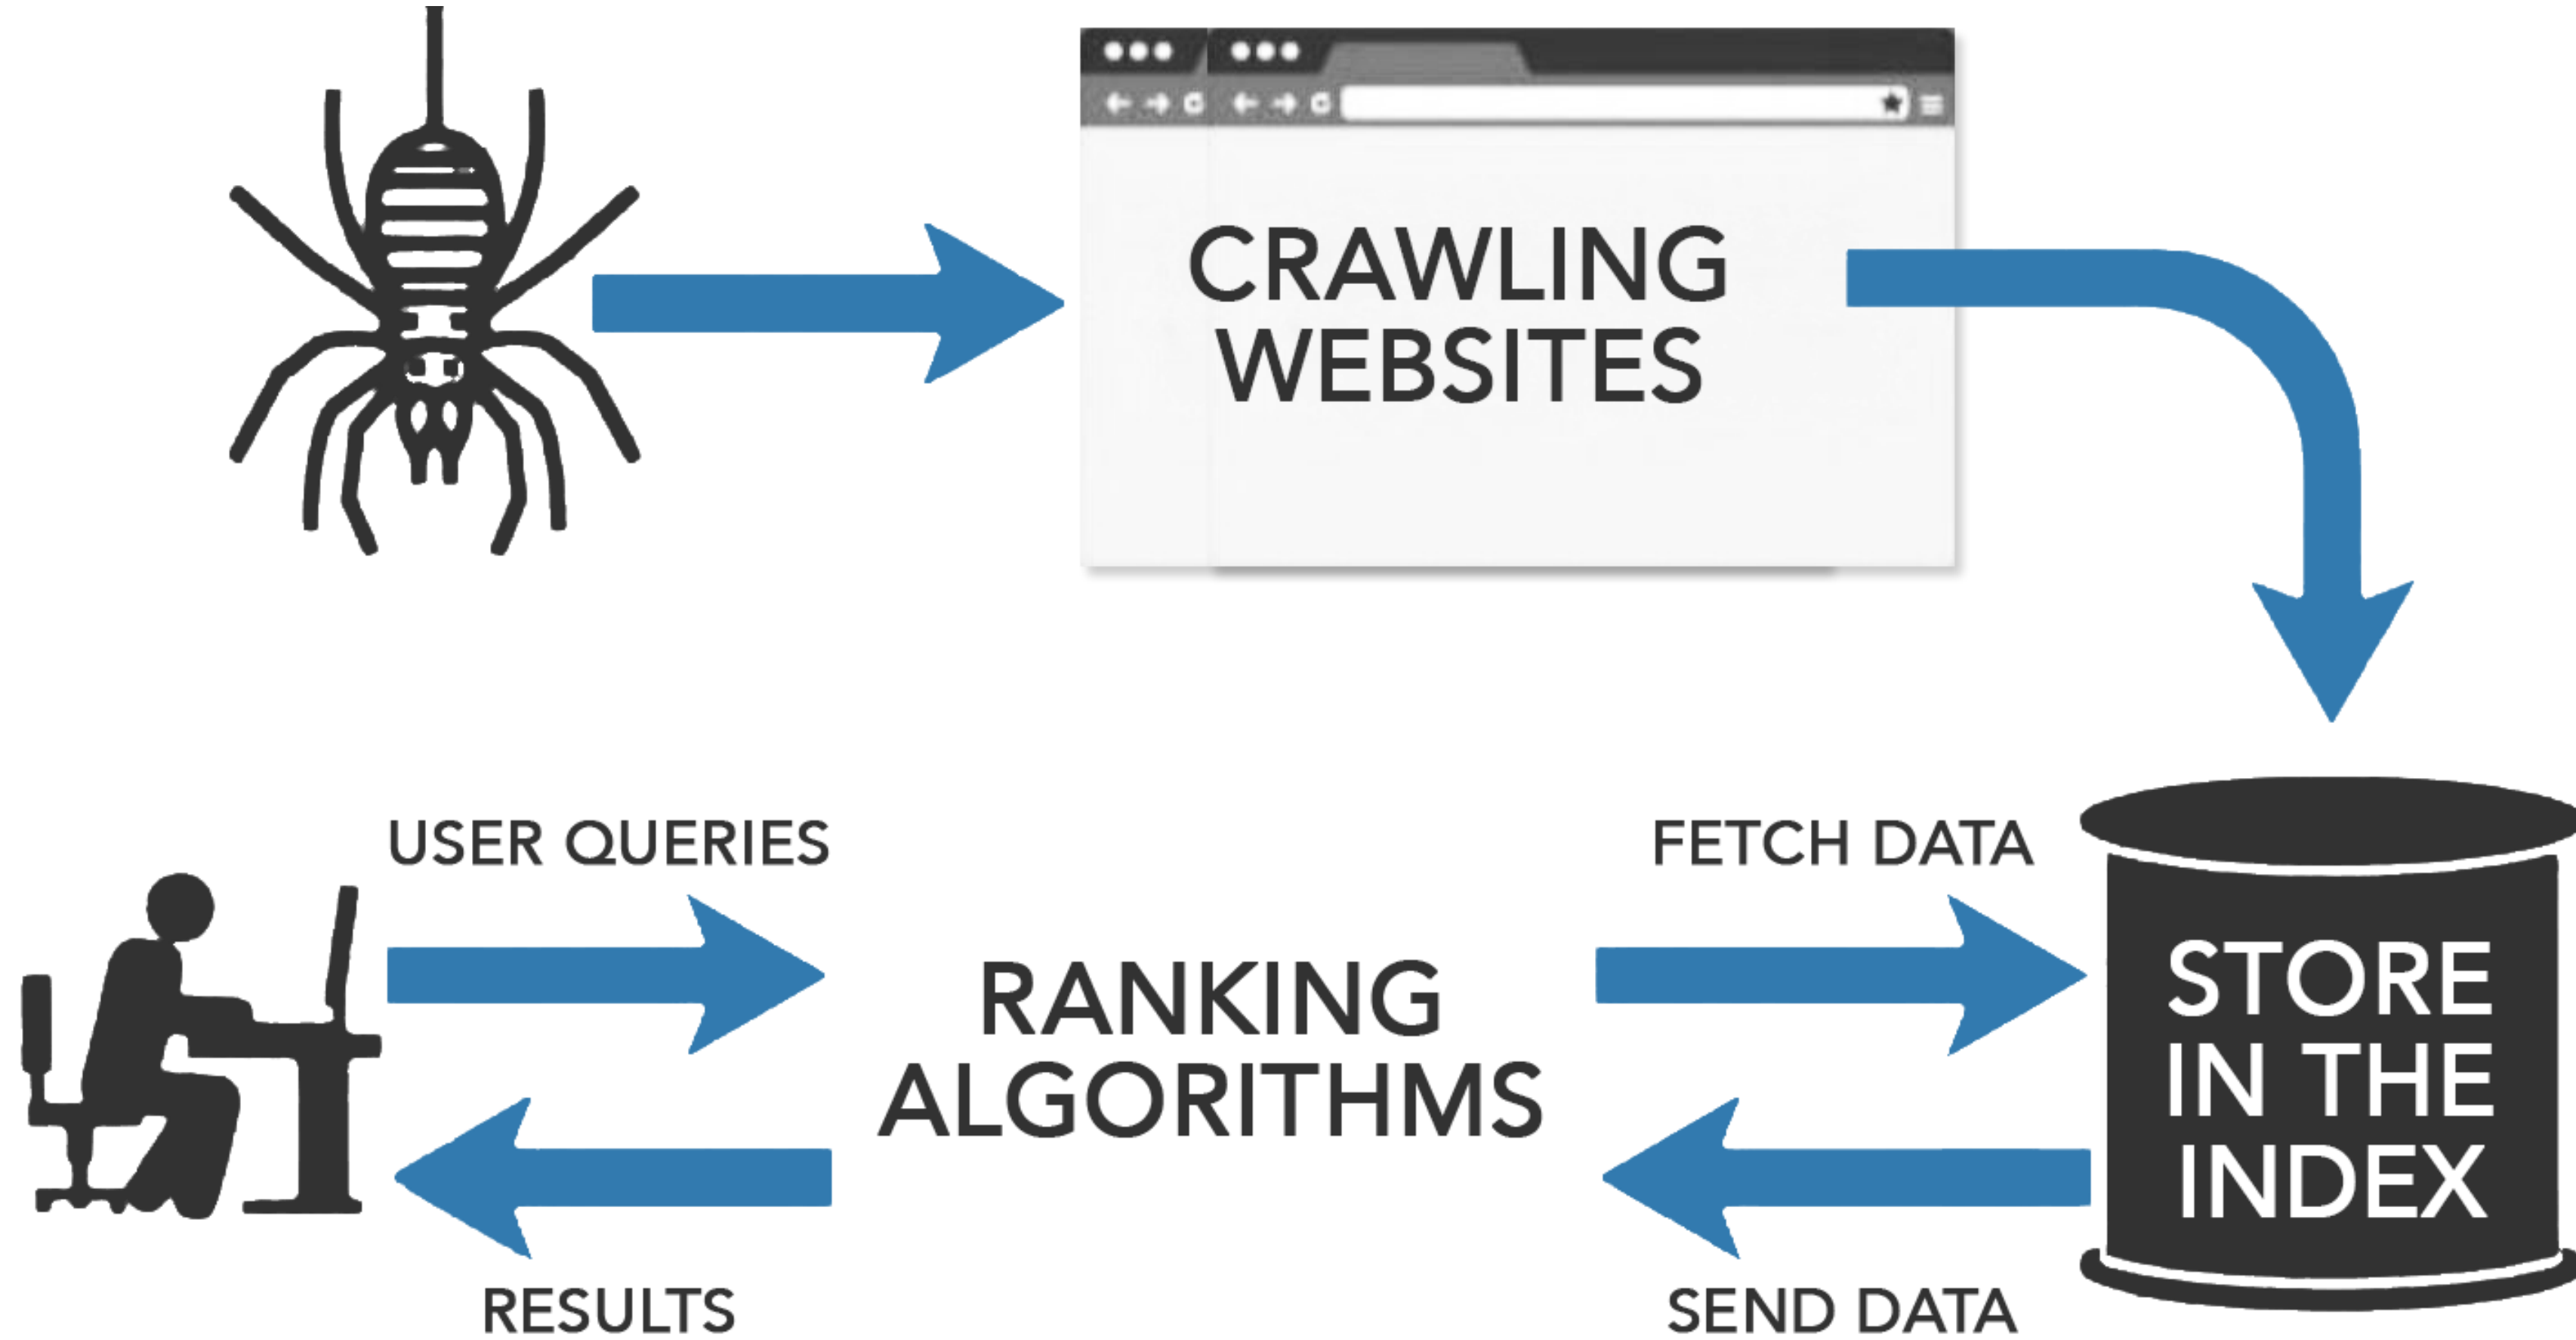 CRAWLING
WEBSITES
USER QUERIES
FETCH DATA
RANKING
ALGORITHMS
STORE
IN THE
INDEX
RESULTS
SEND DATA